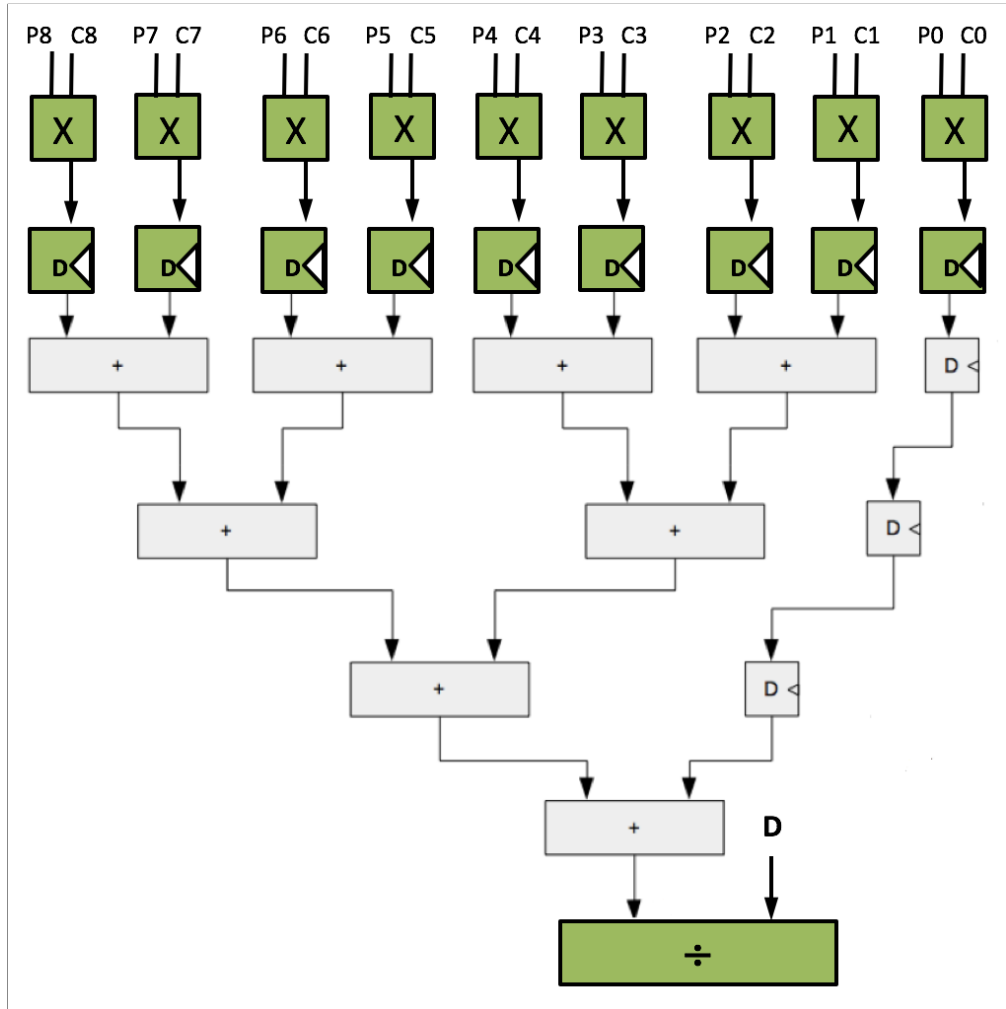 P8 C8 P7 C7 P6 C6 P5 C5 P4 C4 P3 C3 P2 C2 P1 C1 P0 C0
X X X X X X X X X
D D D D D D D D D
+ + + + D <
+ + D <
+ D <
+ D
÷